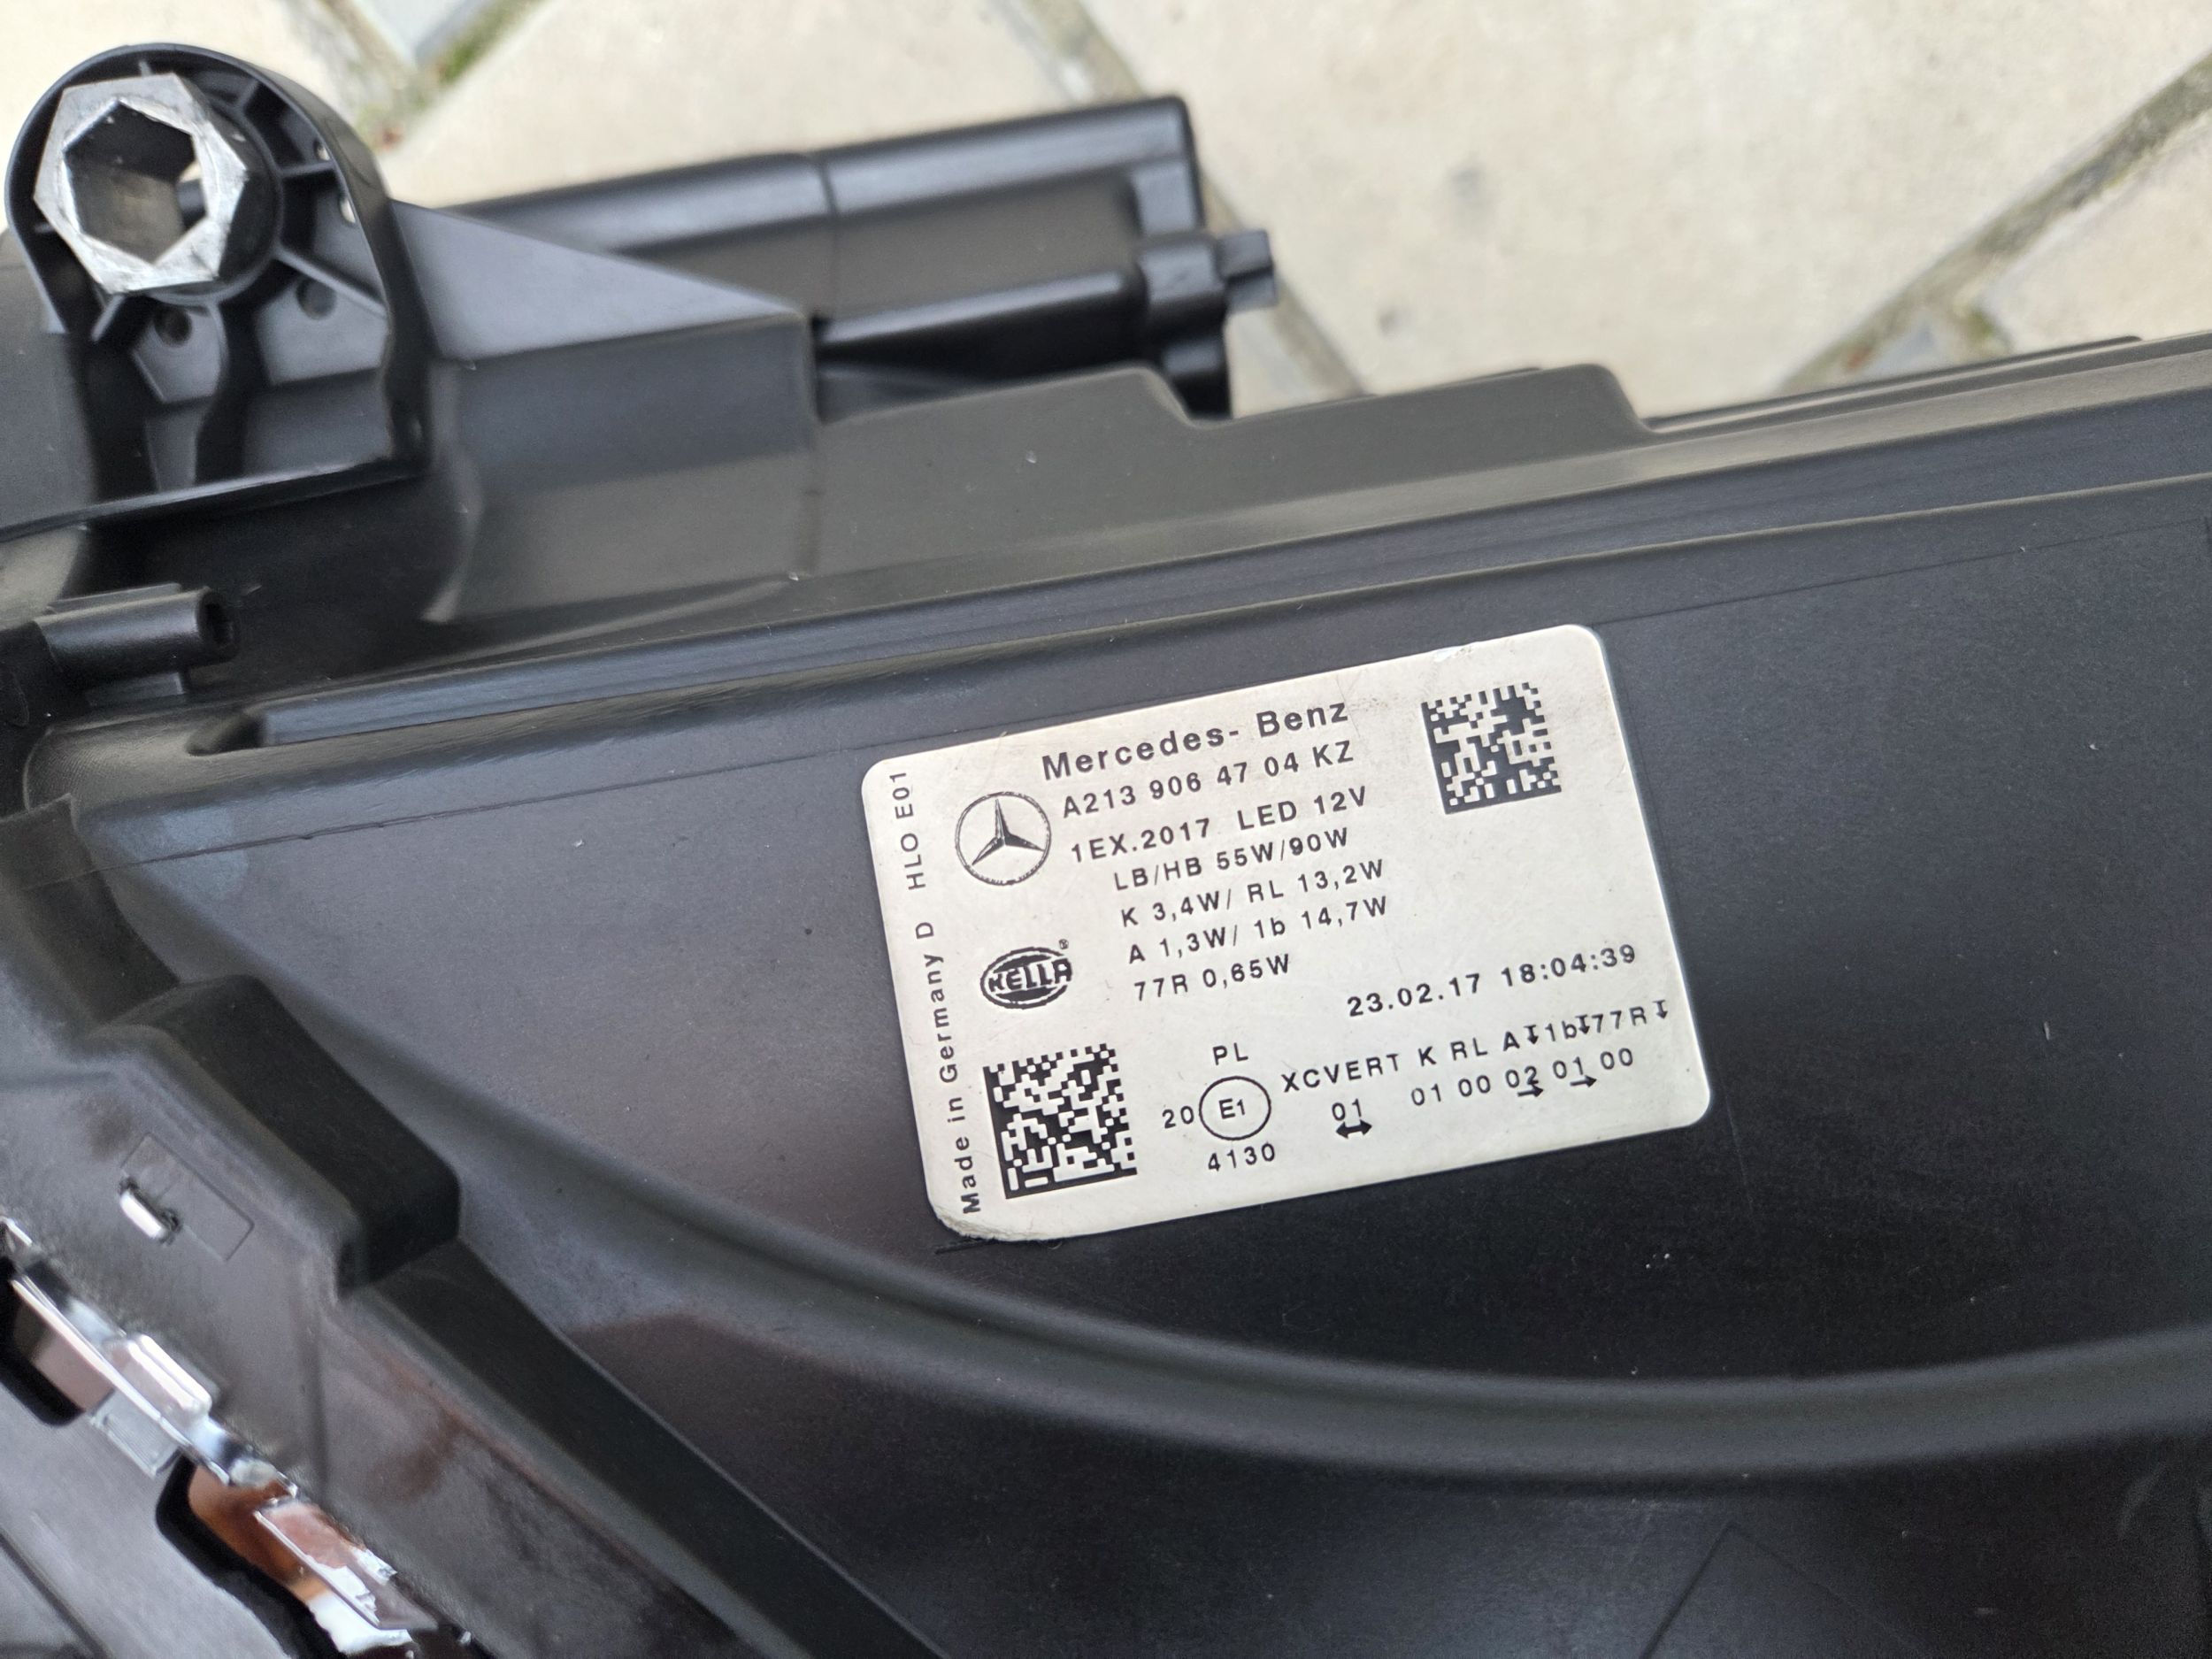 Mercedes- Benz
A213 906 47 04 KZ
1EX.2017 LED 12V
LB/HB 55W/90W
K 3,4W/ RL 13,2W
A 1,3W/ 1b 14,7W
77R 0,65W
HELLA®
23.02.17 18:04:39
PL
XCVERT K RL A↧1b↧77R↧
20 E1 01 01 00 02 01 00
↔ → →
4130
Made in Germany D HLO E01